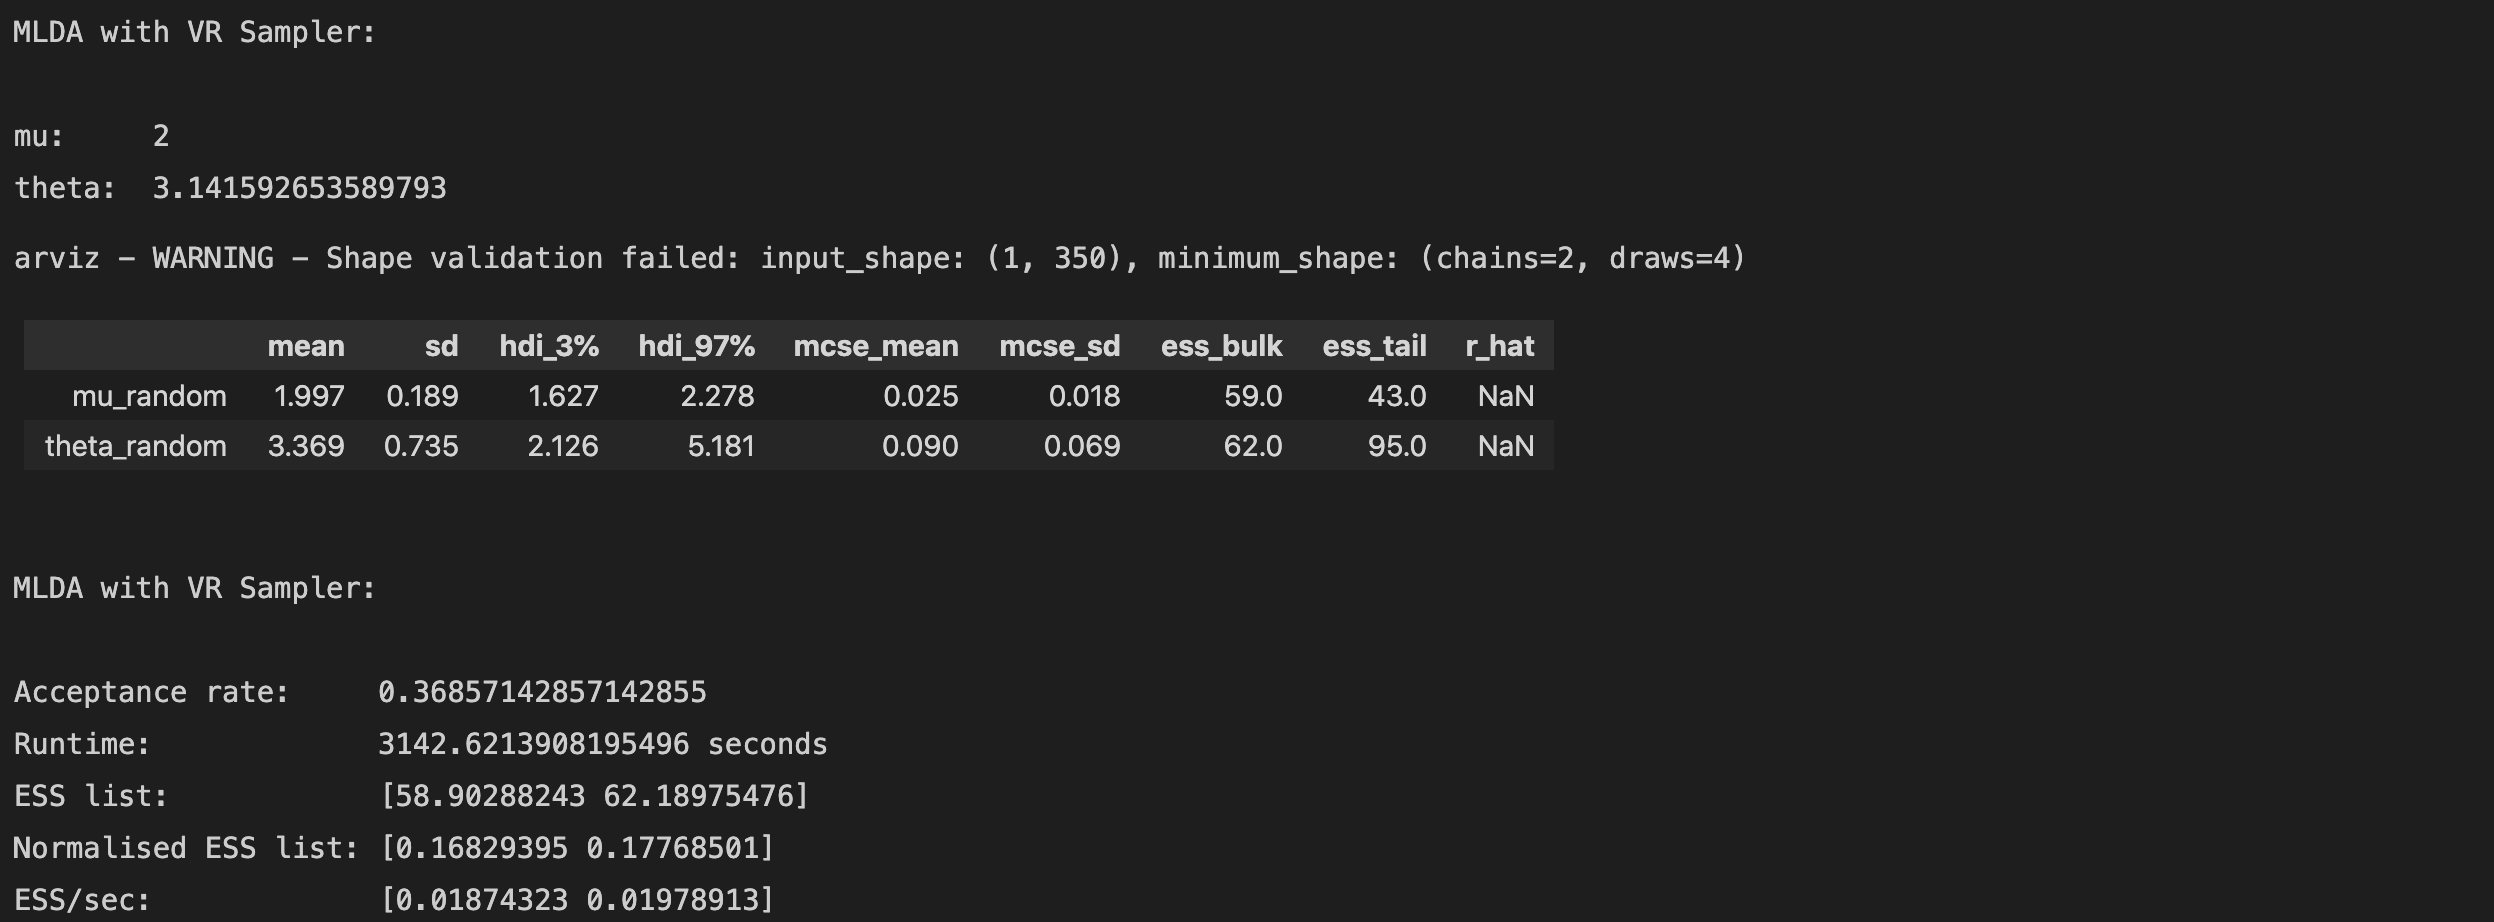 MLDA with VR Sampler:
mu: 2
theta: 3.141592653589793
arviz - WARNING - Shape validation failed: input_shape: (1, 350), minimum_shape: (chains=2, draws=4)
mean sd hdi_3% hdi_97% mcse_mean mcse_sd ess_bulk ess_tail r_hat
mu_random 1.997 0.189 1.627 2.278 0.025 0.018 59.0 43.0 NaN
theta_random 3.369 0.735 2.126 5.181 0.090 0.069 62.0 95.0 NaN
MLDA with VR Sampler:
Acceptance rate: 0.36857142857142855
Runtime: 3142.6213908195496 seconds
ESS list: [58.90288243 62.18975476]
Normalised ESS list: [0.16829395 0.17768501]
ESS/sec: [0.01874323 0.01978913]